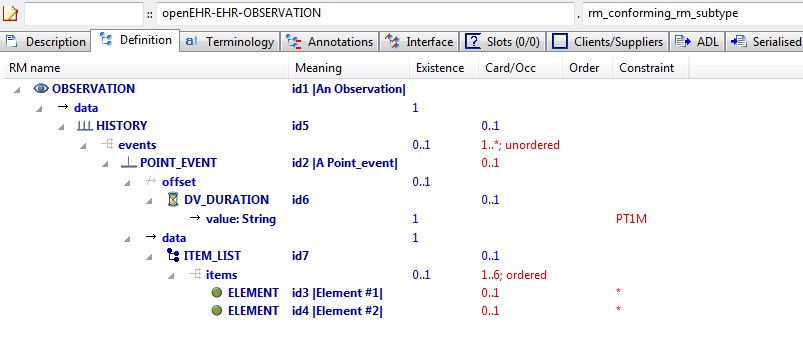 :: openEHR-EHR-OBSERVATION . rm_conforming_rm_subtype
Description Definition Terminology Annotations Interface Slots (0/0) Clients/Suppliers ADL Serialised
RM name Meaning Existence Card/Occ Order Constraint
OBSERVATION id1 |An Observation|
data 1
HISTORY id5 0..1
events 0..1 1..*; unordered
POINT_EVENT id2 |A Point_event| 0..1
offset 0..1
DV_DURATION id6 0..1
value: String 1 PT1M
data 1
ITEM_LIST id7 0..1
items 0..1 1..6; ordered
ELEMENT id3 |Element #1| 0..1 *
ELEMENT id4 |Element #2| 0..1 *